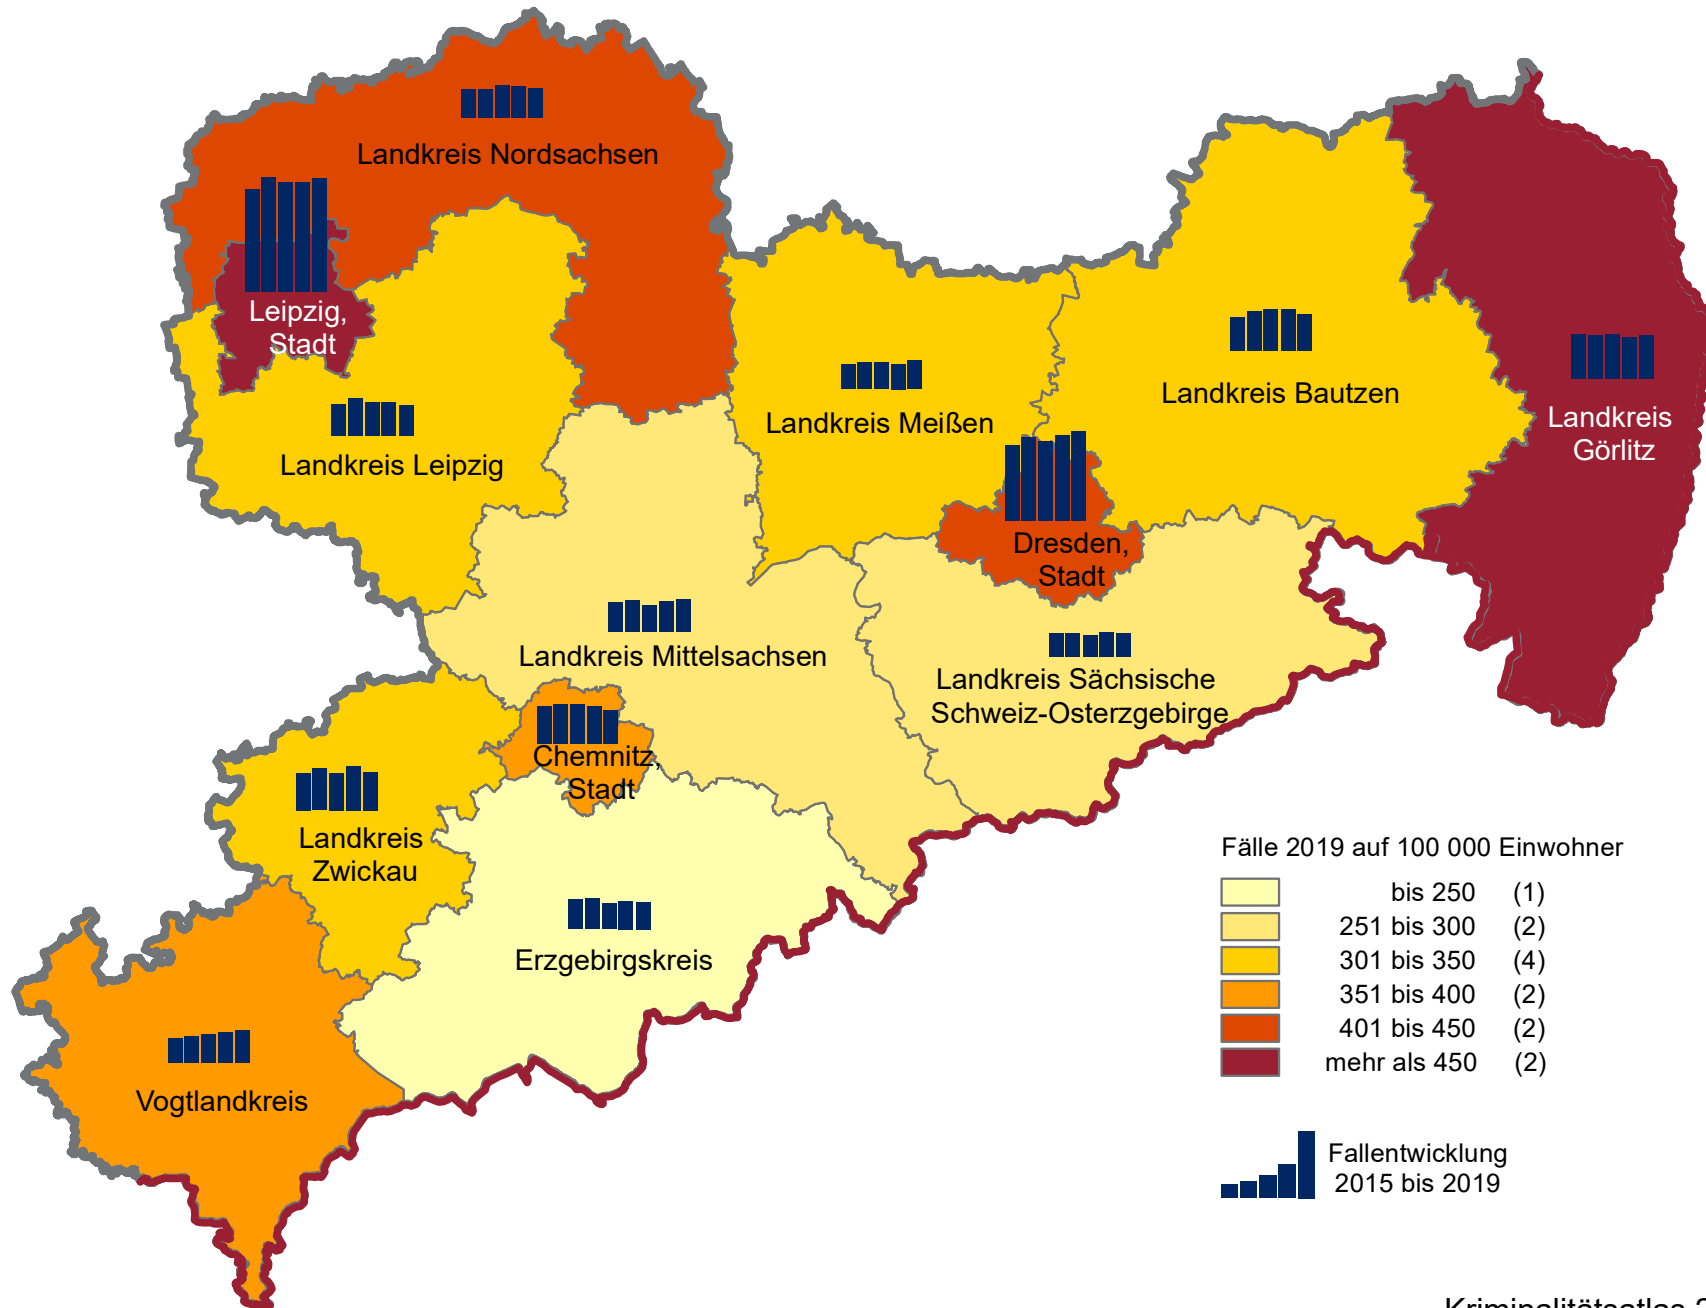 Landkreis Nordsachsen
Leipzig,
Stadt
Landkreis Leipzig
Landkreis Meißen
Landkreis Bautzen
Landkreis
Görlitz
Dresden,
Stadt
Landkreis Mittelsachsen
Landkreis Sächsische
Schweiz-Osterzgebirge
Chemnitz,
Stadt
Landkreis
Zwickau
Erzgebirgskreis
Vogtlandkreis
Fälle 2019 auf 100 000 Einwohner
bis 250 (1)
251 bis 300 (2)
301 bis 350 (4)
351 bis 400 (2)
401 bis 450 (2)
mehr als 450 (2)
Fallentwicklung
2015 bis 2019
Kriminalitätsatlas